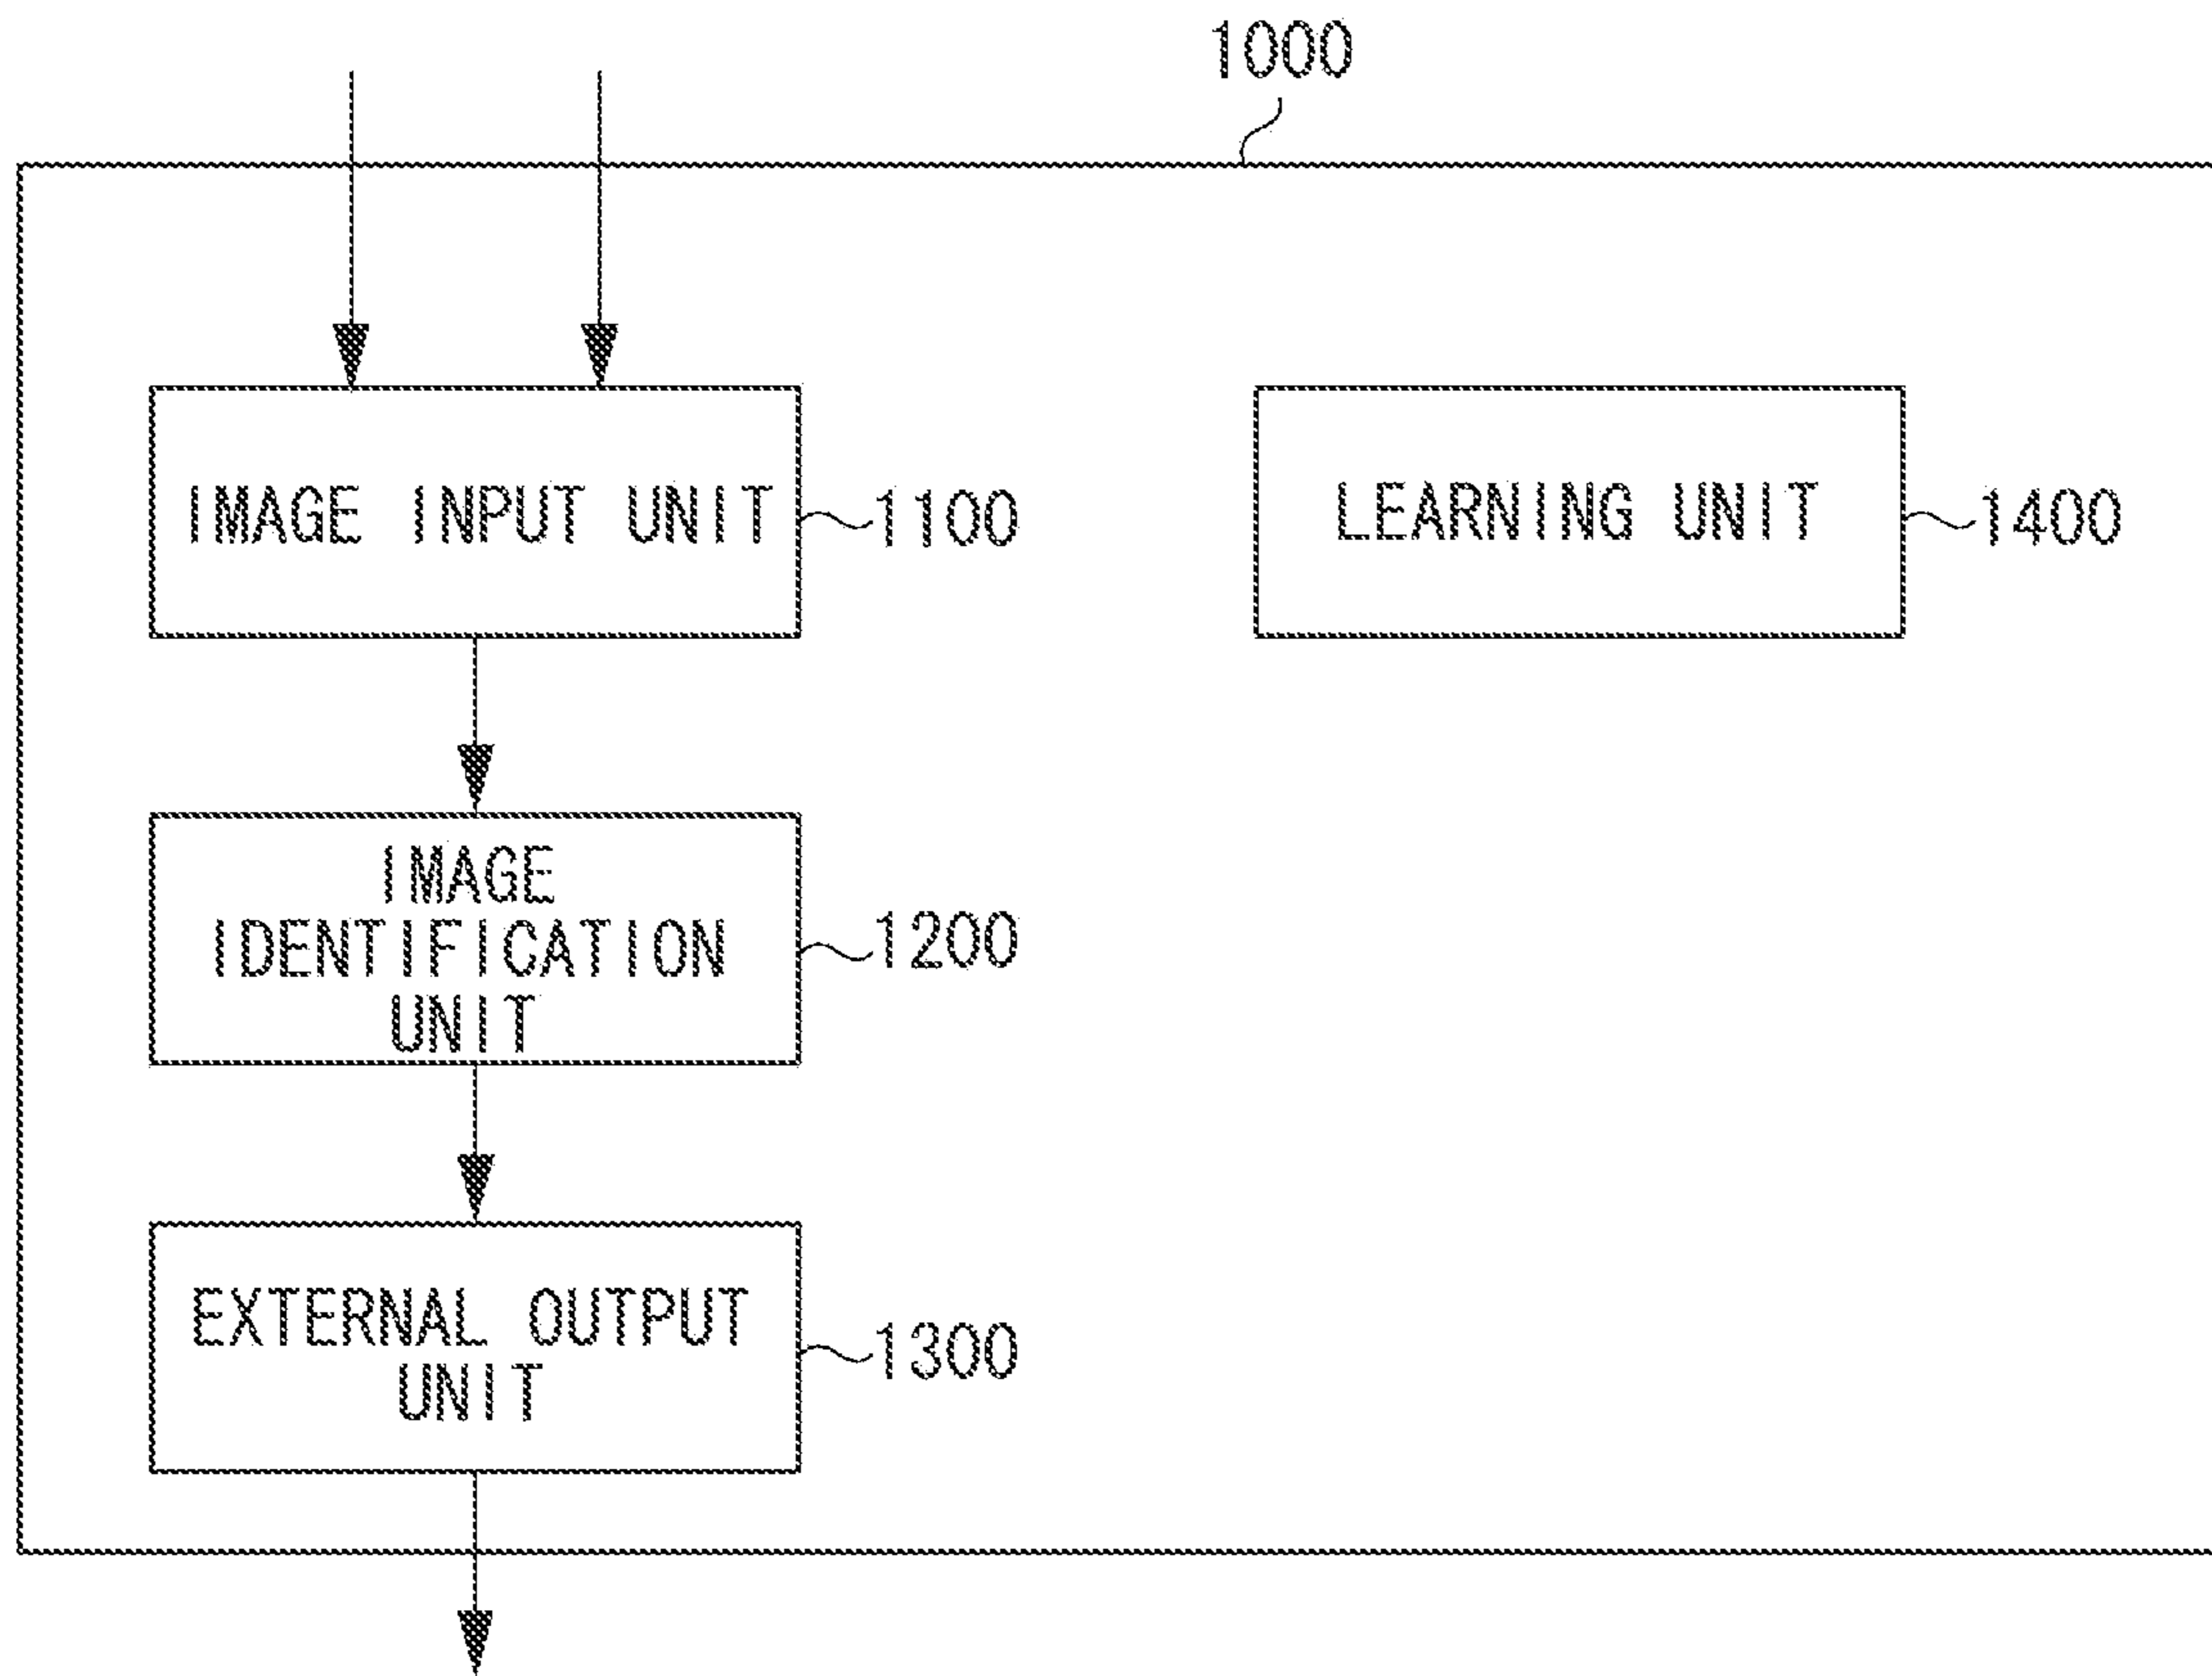 1000
IMAGE INPUT UNIT
1100
LEARNING UNIT
1400
IMAGE
IDENTIFICATION
UNIT
1200
EXTERNAL OUTPUT
UNIT
1300